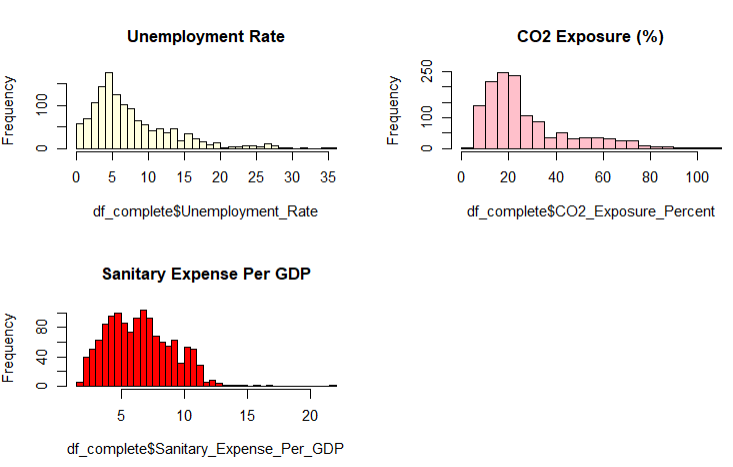 Unemployment Rate
Frequency
0 100
0 5 10 15 20 25 30 35
df_complete$Unemployment_Rate
CO2 Exposure (%)
Frequency
0 100 250
0 20 40 60 80 100
df_complete$CO2_Exposure_Percent
Sanitary Expense Per GDP
Frequency
0 40 80
5 10 15 20
df_complete$Sanitary_Expense_Per_GDP